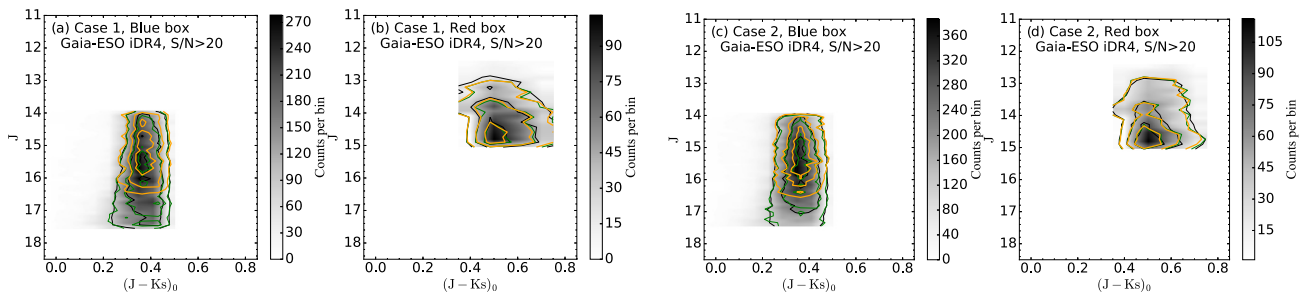 (a) Case 1, Blue box
Gaia-ESO iDR4, S/N>20
11
12
13
14
15
16
17
18
J
0.0 0.2 0.4 0.6 0.8
(J − Ks)₀
278
270
240
210
180
150
120
90
60
30
0
Counts per bin
(b) Case 1, Red box
Gaia-ESO iDR4, S/N>20
11
12
13
14
15
16
17
18
J
0.0 0.2 0.4 0.6 0.8
(J − Ks)₀
90
75
60
45
30
15
0
Counts per bin
(c) Case 2, Blue box
Gaia-ESO iDR4, S/N>20
11
12
13
14
15
16
17
18
J
0.0 0.2 0.4 0.6 0.8
(J − Ks)₀
360
320
280
240
200
160
120
80
40
0
Counts per bin
(d) Case 2, Red box
Gaia-ESO iDR4, S/N>20
11
12
13
14
15
16
17
18
J
0.0 0.2 0.4 0.6 0.8
(J − Ks)₀
105
90
75
60
45
30
15
Counts per bin